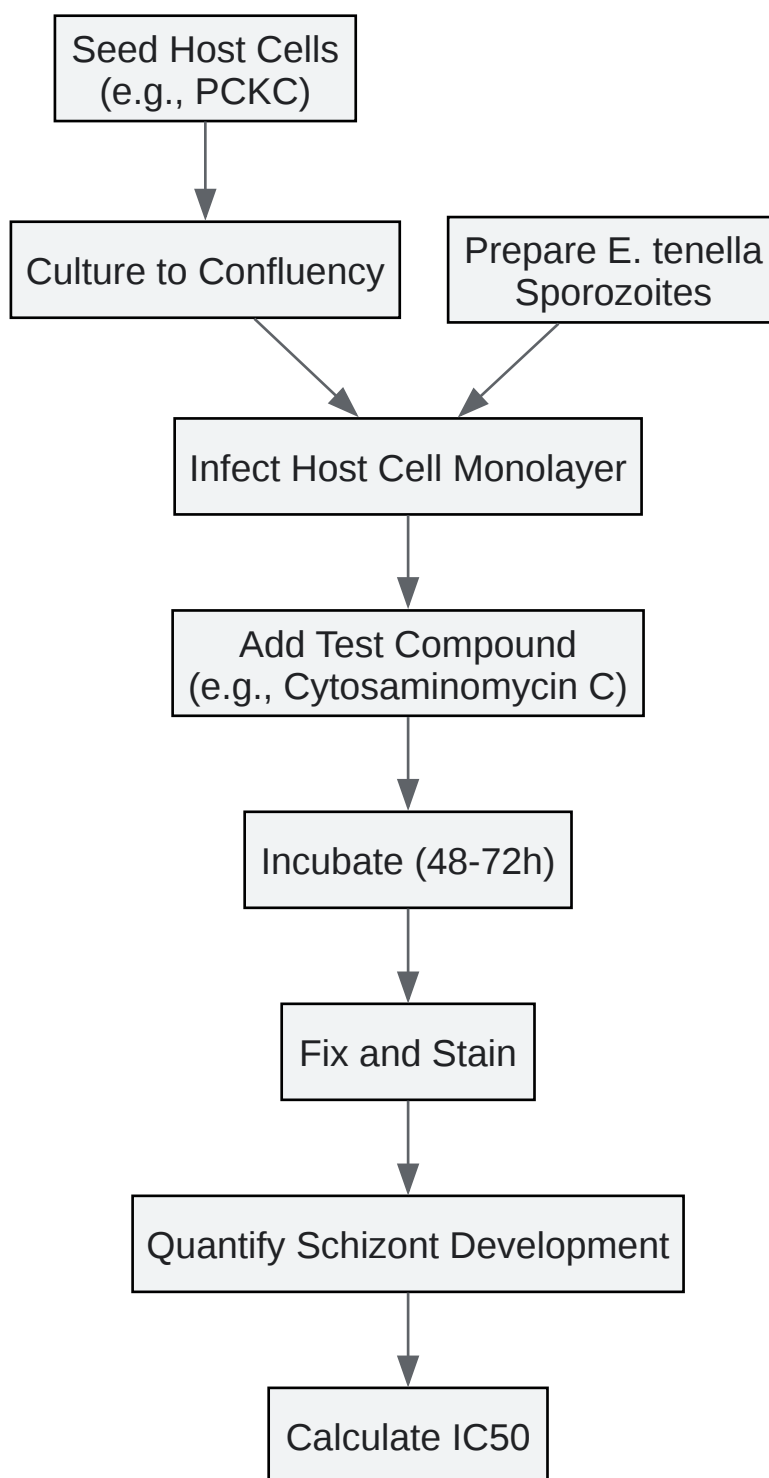 Seed Host Cells
(e.g., PCKC)
Culture to Confluency
Prepare E. tenella
Sporozoites
Infect Host Cell Monolayer
Add Test Compound
(e.g., Cytosaminomycin C)
Incubate (48-72h)
Fix and Stain
Quantify Schizont Development
Calculate IC50